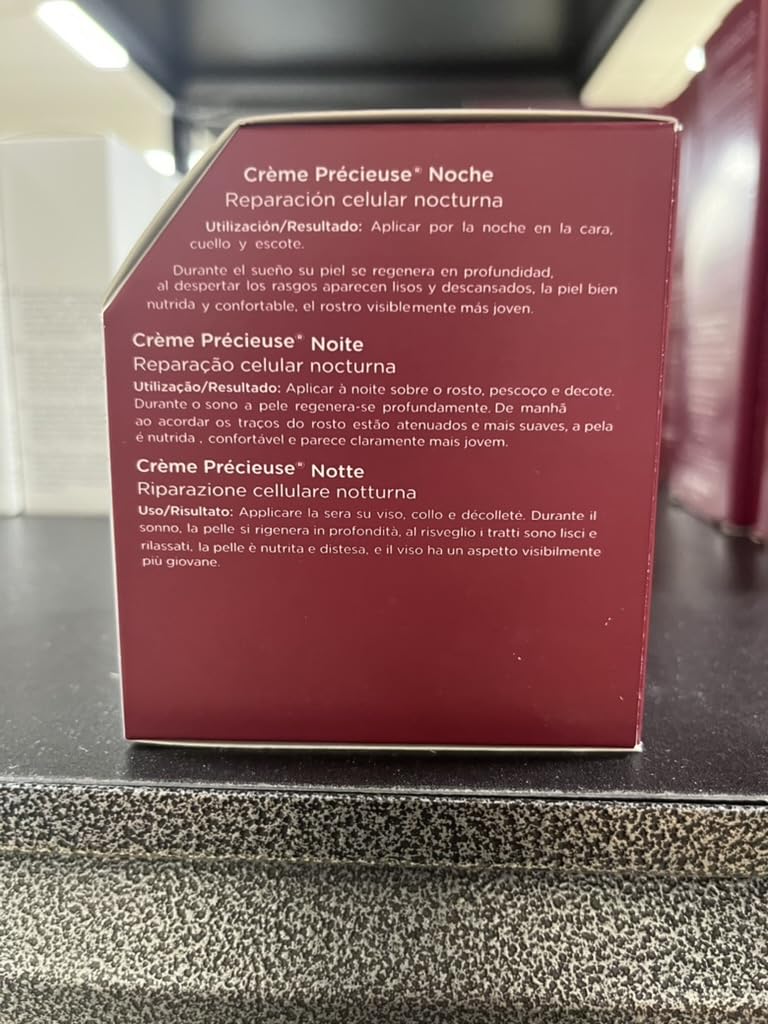 Crème Précieuse® Noche
Reparación celular nocturna
Utilización/Resultado: Aplicar por la noche en la cara,
cuello y escote.
Durante el sueño su piel se regenera en profundidad,
al despertar los rasgos aparecen lisos y descansados, la piel bien
nutrida y confortable, el rostro visiblemente más joven.
Crème Précieuse® Noite
Reparação celular nocturna
Utilização/Resultado: Aplicar à noite sobre o rosto, pescoço e decote.
Durante o sono a pele regenera-se profundamente. De manhã
ao acordar os traços do rosto estão atenuados e mais suaves, a pela
é nutrida , confortável e parece claramente mais jovem.
Crème Précieuse® Notte
Riparazione cellulare notturna
Uso/Risultato: Applicare la sera su viso, collo e décolleté. Durante il
sonno, la pelle si rigenera in profondità, al risveglio i tratti sono lisci e
rilassati, la pelle è nutrita e distesa, e il viso ha un aspetto visibilmente
più giovane.